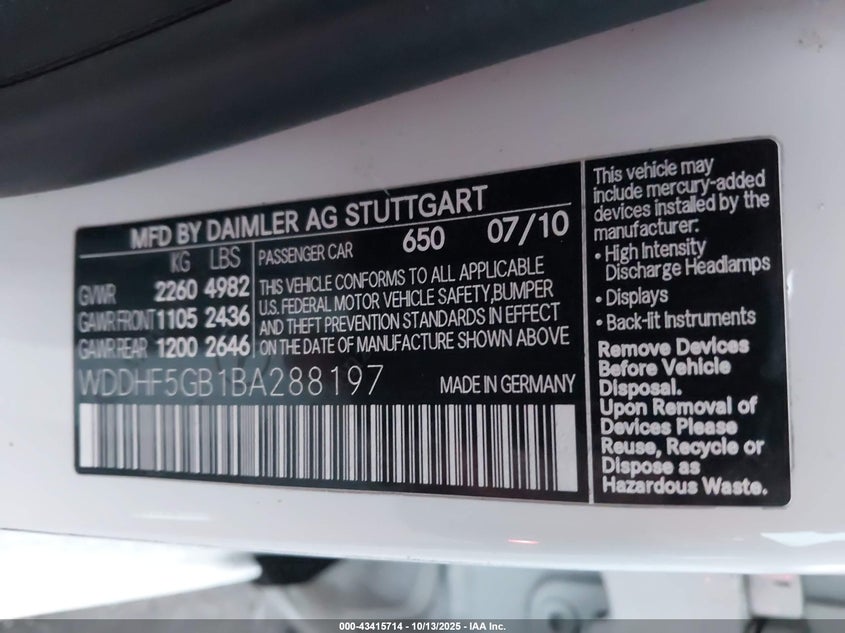 MFD BY DAIMLER AG STUTTGART
KG LBS
GVWR 2260 4982
GAWR FRONT 1105 2436
GAWR REAR 1200 2646
PASSENGER CAR 650 07/10
THIS VEHICLE CONFORMS TO ALL APPLICABLE
U.S. FEDERAL MOTOR VEHICLE SAFETY,BUMPER
AND THEFT PREVENTION STANDARDS IN EFFECT
ON THE DATE OF MANUFACTURE SHOWN ABOVE
WDDHF5GB1BA288197 MADE IN GERMANY
This vehicle may
include mercury-added
devices installed by the
manufacturer:
• High Intensity
Discharge Headlamps
• Displays
• Back-lit Instruments
Remove Devices
Before Vehicle
Disposal.
Upon Removal of
Devices Please
Reuse, Recycle or
Dispose as
Hazardous Waste.
000-43415714 - 10/13/2025 - IAA Inc.